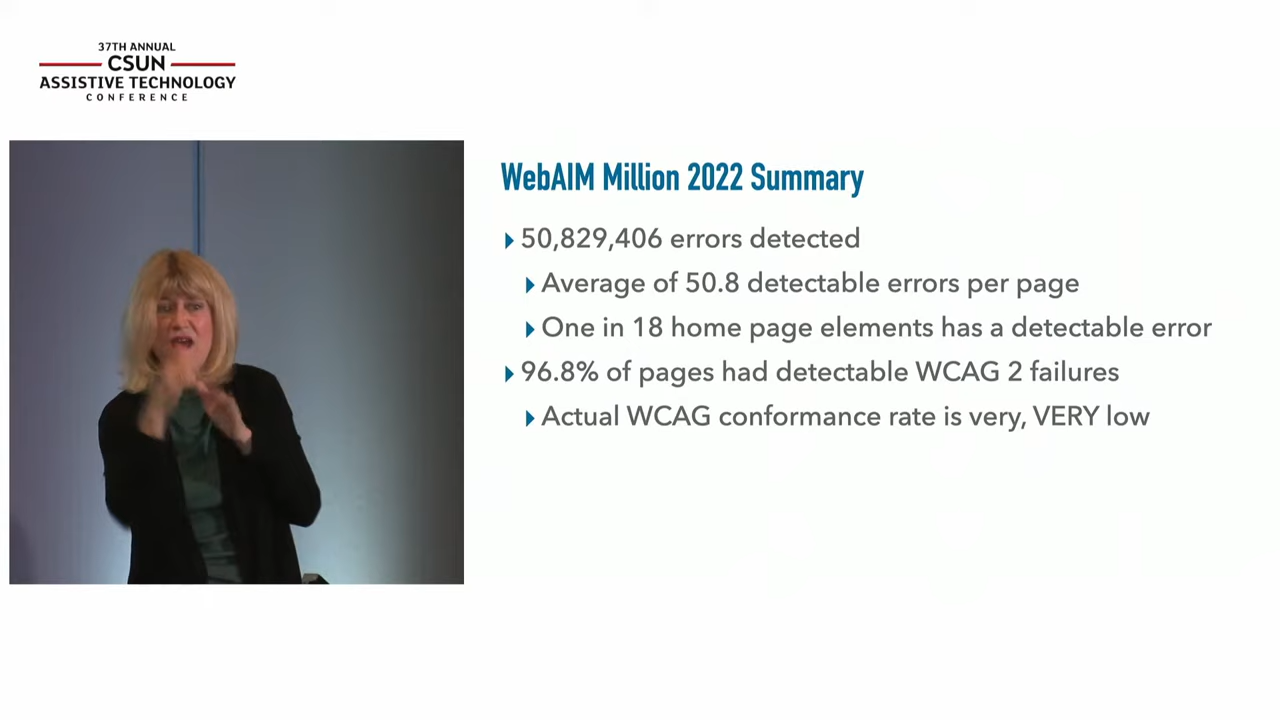 37TH ANNUAL
CSUN
ASSISTIVE TECHNOLOGY
CONFERENCE
WebAIM Million 2022 Summary
50,829,406 errors detected
Average of 50.8 detectable errors per page
One in 18 home page elements has a detectable error
96.8% of pages had detectable WCAG 2 failures
Actual WCAG conformance rate is very, VERY low